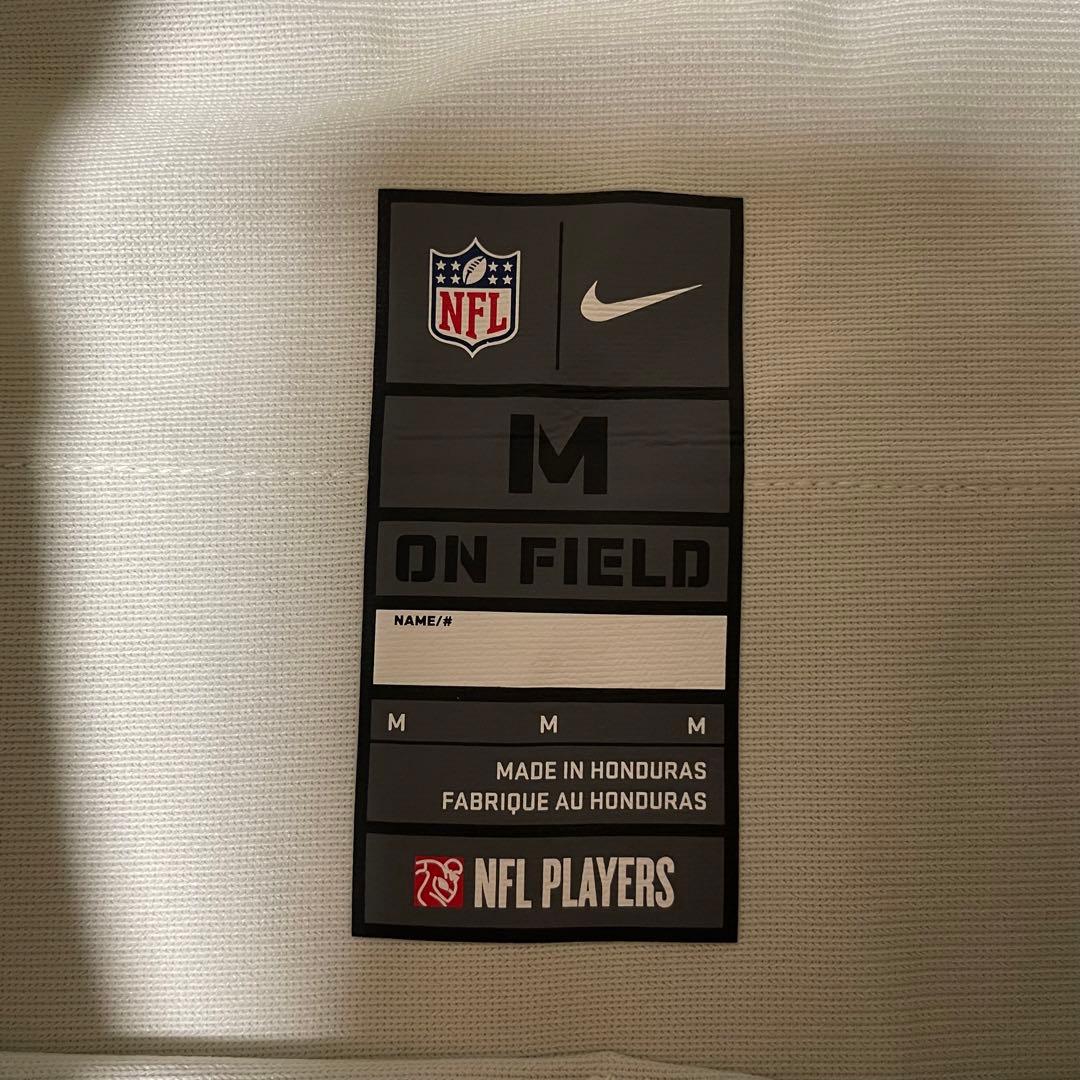 NFL
M
ON FIELD
NAME/#
M M M
MADE IN HONDURAS
FABRIQUE AU HONDURAS
NFL PLAYERS